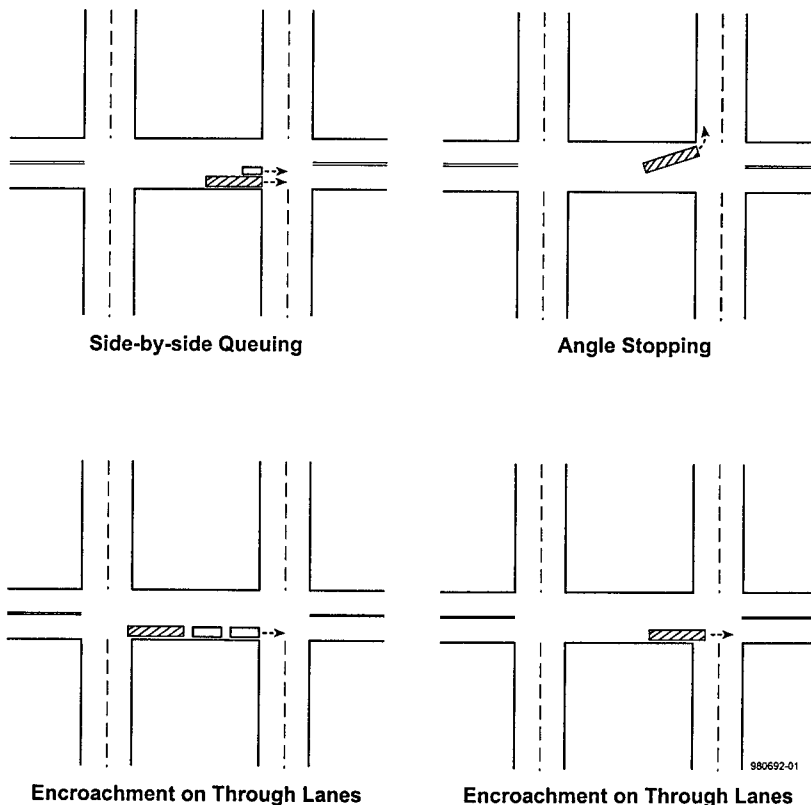 Side-by-side Queuing
Angle Stopping
980692-01
Encroachment on Through Lanes
Encroachment on Through Lanes